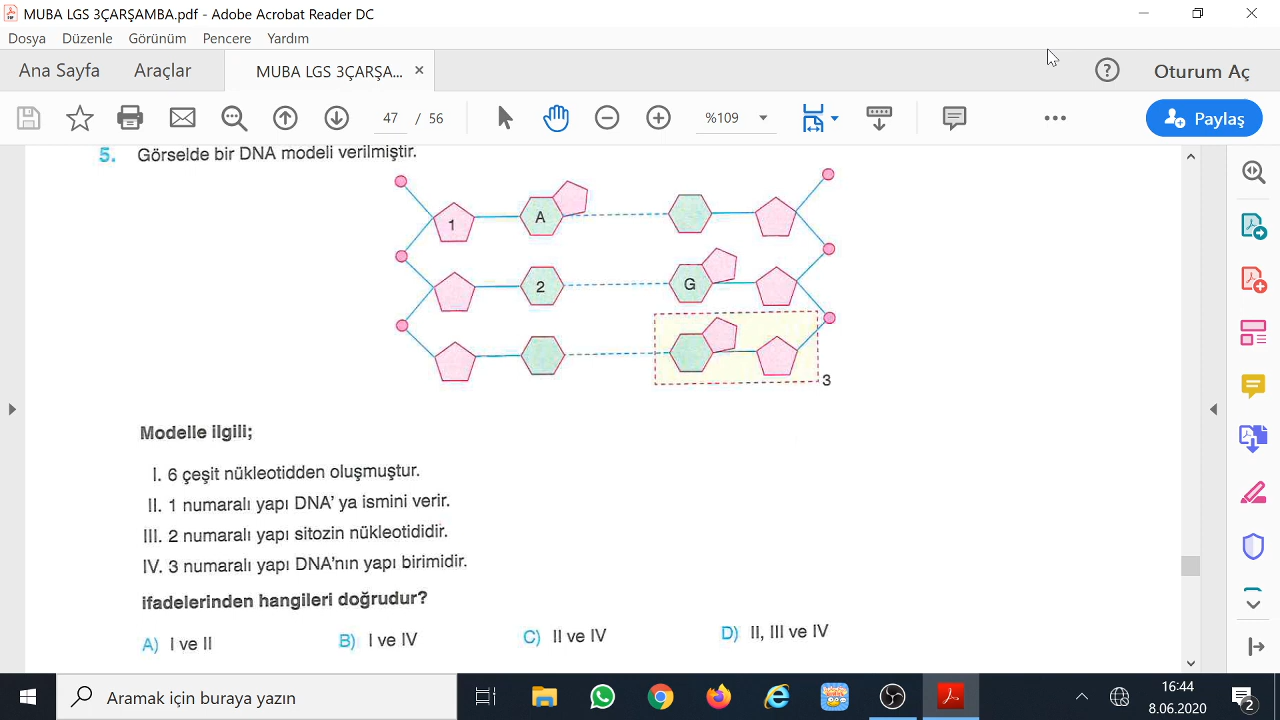 MUBA LGS 3ÇARŞAMBA.pdf - Adobe Acrobat Reader DC
Dosya Düzenle Görünüm Pencere Yardım
Ana Sayfa Araçlar MUBA LGS 3ÇARŞA... × Oturum Aç
47 / 56 %109 Paylaş
5. Görselde bir DNA modeli verilmiştir.
1 A
2 G
3
Modelle ilgili;
I. 6 çeşit nükleotidden oluşmuştur.
II. 1 numaralı yapı DNA' ya ismini verir.
III. 2 numaralı yapı sitozin nükleotididir.
IV. 3 numaralı yapı DNA'nın yapı birimidir.
ifadelerinden hangileri doğrudur?
A) I ve II B) I ve IV C) II ve IV D) II, III ve IV
Aramak için buraya yazın
16:44
8.06.2020
2